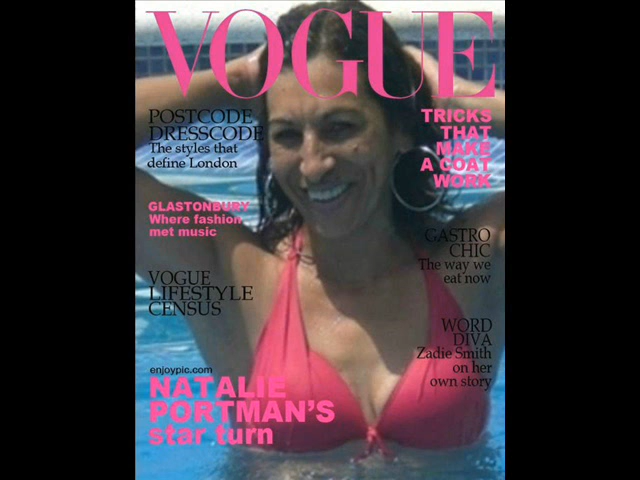 VOGUE
POSTCODE
DRESSCODE
The styles that
define London
TRICKS
THAT
MAKE
A COAT
WORK
GLASTONBURY
Where fashion
met music
GASTRO
CHIC
The way we
eat now
VOGUE
LIFESTYLE
CENSUS
WORD
DIVA
Zadie Smith
on her
own story
enjoypic.com
NATALIE
PORTMAN'S
star turn